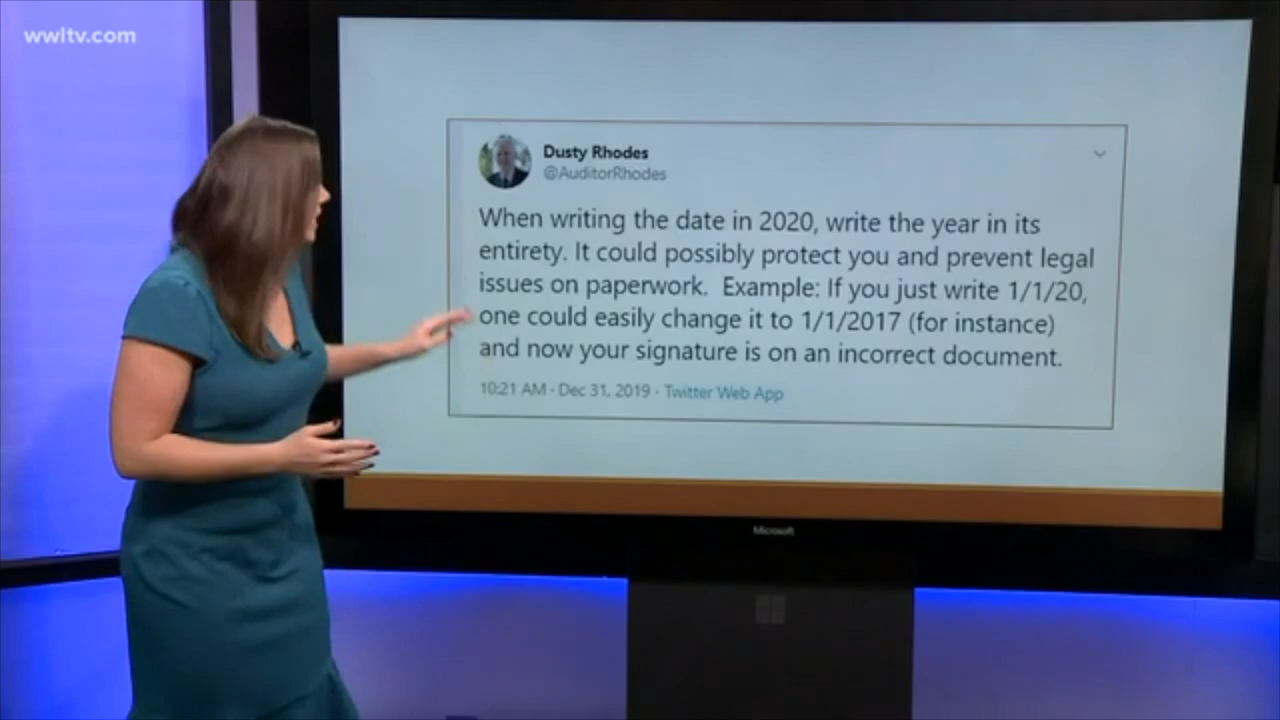 wwltv.com
Dusty Rhodes
@AuditorRhodes
When writing the date in 2020, write the year in its
entirety. It could possibly protect you and prevent legal
issues on paperwork.  Example: If you just write 1/1/20,
one could easily change it to 1/1/2017 (for instance)
and now your signature is on an incorrect document.
10:21 AM · Dec 31, 2019 · Twitter Web App
Microsoft